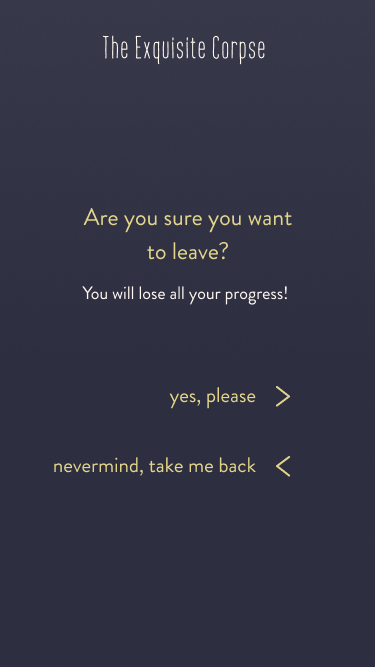 The Exquisite Corpse
Are you sure you want
to leave?
You will lose all your progress!
yes, please
nevermind, take me back